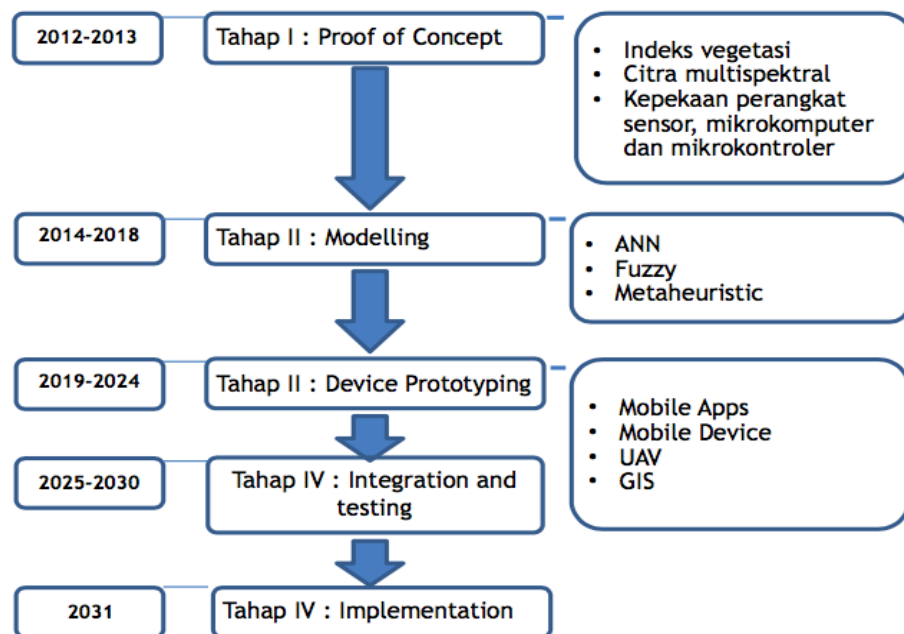 2012-2013
Tahap I : Proof of Concept
• Indeks vegetasi
• Citra multispektral
• Kepekaan perangkat
sensor, mikrokomputer
dan mikrokontroler
2014-2018
Tahap II : Modelling
• ANN
• Fuzzy
• Metaheuristic
2019-2024
Tahap II : Device Prototyping
• Mobile Apps
• Mobile Device
• UAV
• GIS
2025-2030
Tahap IV : Integration and
testing
2031
Tahap IV : Implementation